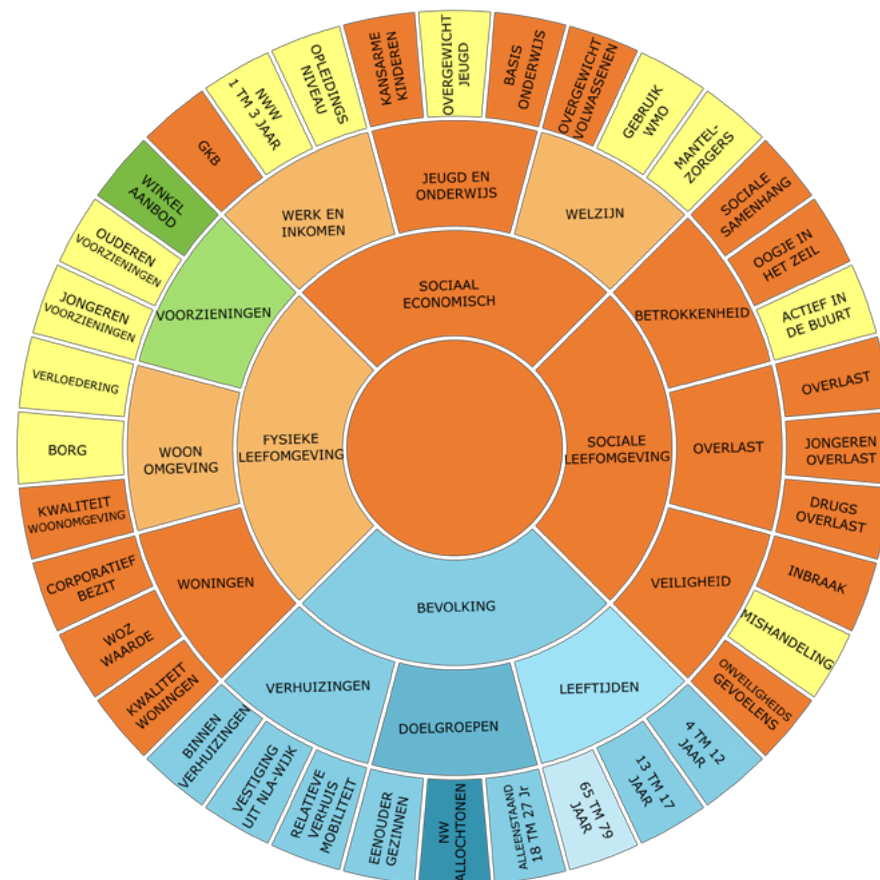 SOCIAAL
ECONOMISCH
SOCIALE
LEEFOMGEVING
BEVOLKING
FYSIEKE
LEEFOMGEVING
WERK EN
INKOMEN
JEUGD EN
ONDERWIJS
WELZIJN
BETROKKENHEID
OVERLAST
VEILIGHEID
LEEFTIJDEN
DOELGROEPEN
VERHUIZINGEN
WONINGEN
WOON
OMGEVING
VOORZIENINGEN
GKB
NWW
1 TM 3 JAAR
OPLEIDINGS
NIVEAU
KANSARME
KINDEREN
OVERGEWICHT
JEUGD
BASIS
ONDERWIJS
OVERGEWICHT
VOLWASSENEN
GEBRUIK
WMO
MANTEL-
ZORGERS
SOCIALE
SAMENHANG
OOGJE IN
HET ZEIL
ACTIEF IN
DE BUURT
OVERLAST
JONGEREN
OVERLAST
DRUGS
OVERLAST
INBRAAK
MISHANDELING
ONVEILIGHEIDS
GEVOELENS
4 TM 12
JAAR
13 TM 17
JAAR
65 TM 79
JAAR
ALLEENSTAAND
18 TM 27 Jr
NW
ALLOCHTONEN
EENOUDER
GEZINNEN
RELATIEVE
VERHUIS
MOBILITEIT
VESTIGING
UIT NLA-WIJK
BINNEN
VERHUIZINGEN
KWALITEIT
WONINGEN
WOZ
WAARDE
CORPORATIEF
BEZIT
KWALITEIT
WOONOMGEVING
BORG
VERLOEDERING
JONGEREN
VOORZIENINGEN
OUDEREN
VOORZIENINGEN
WINKEL
AANBOD